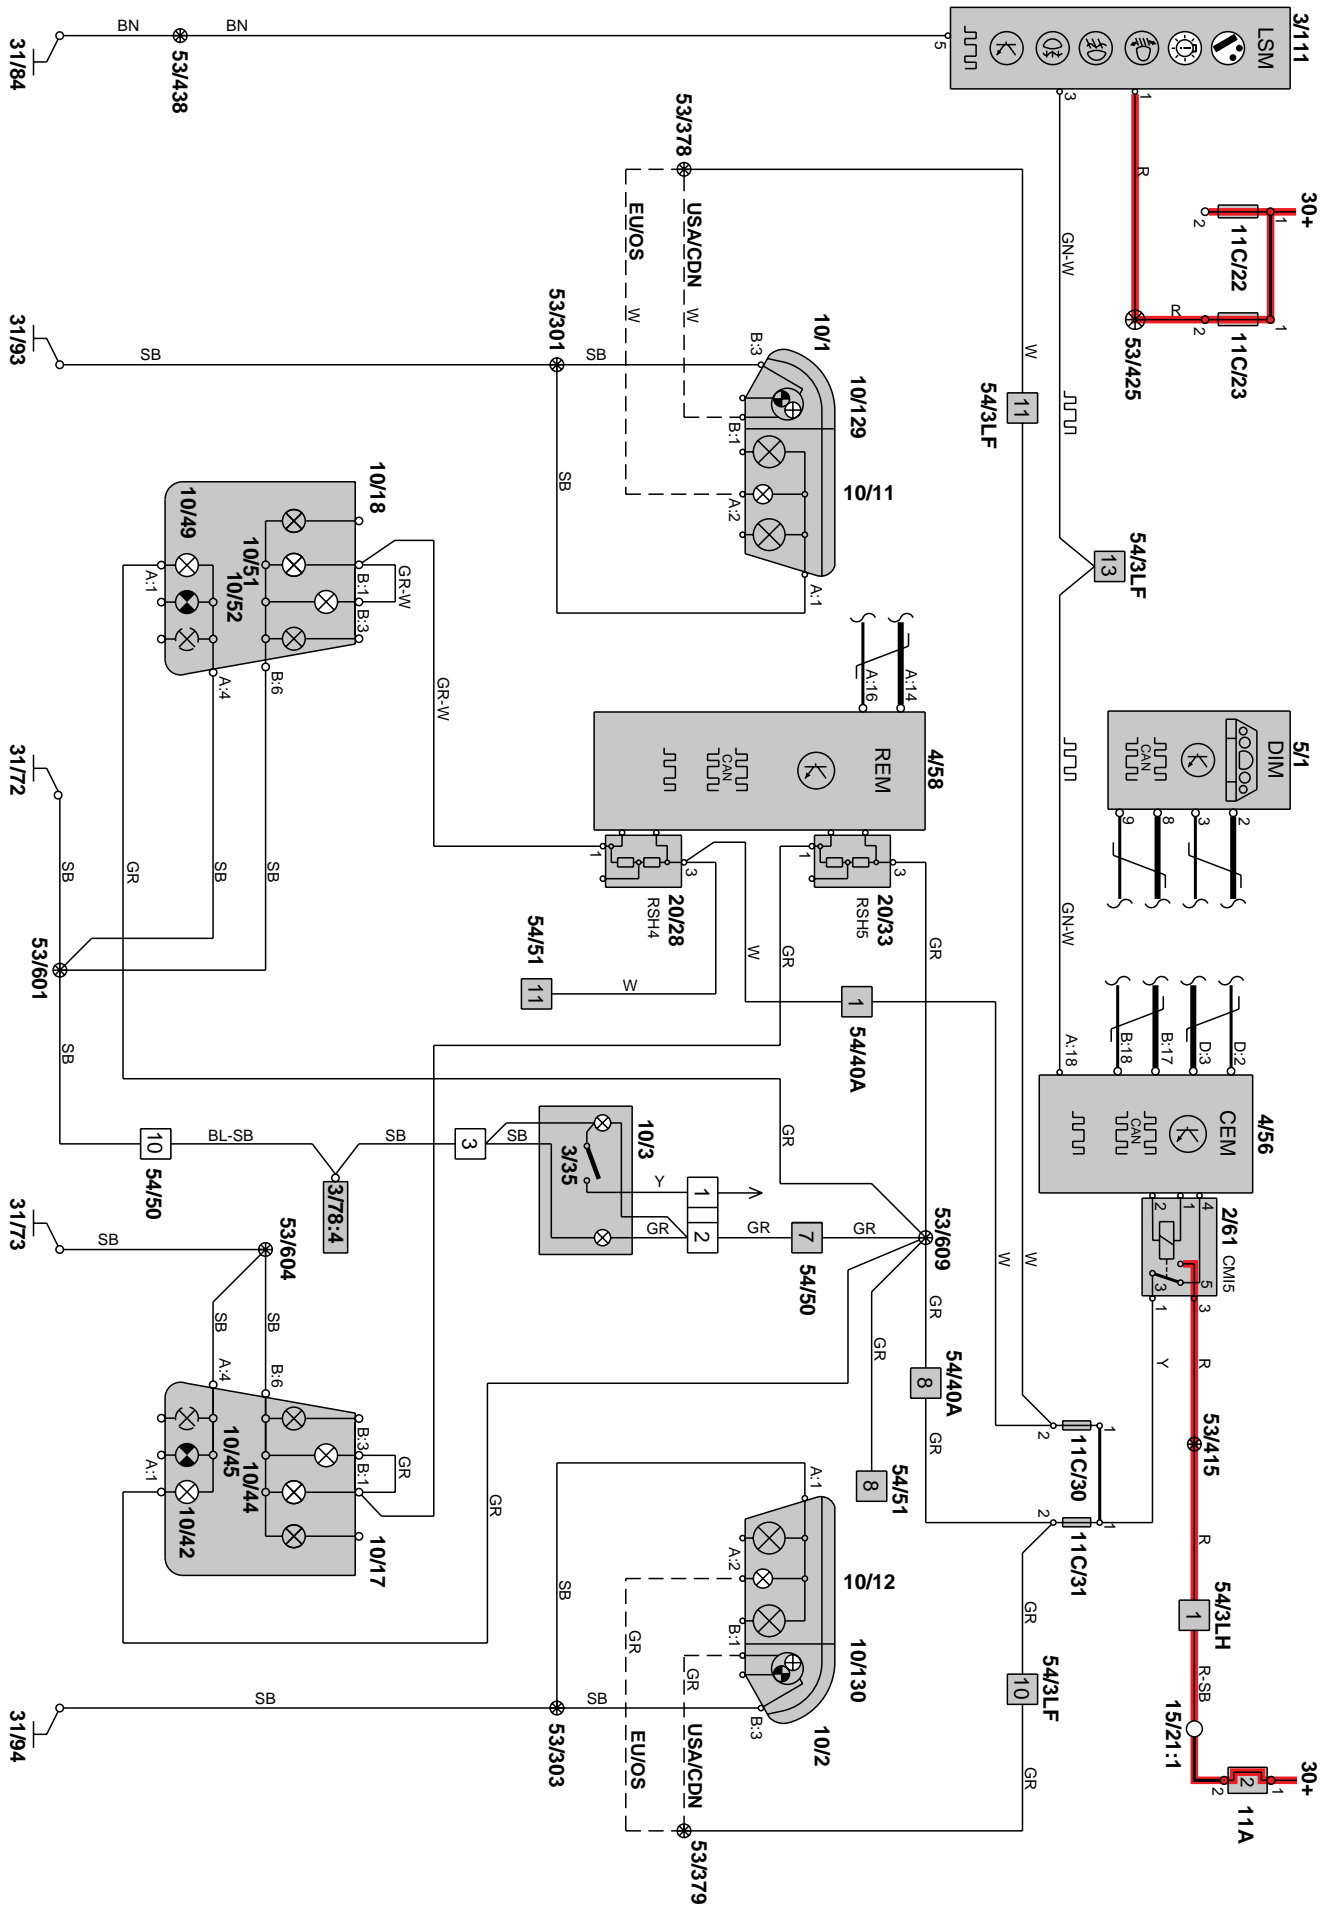 3/111
LSM
5
3
1
BN
BN
53/438
31/84
R
30+
1
2
11C/22
R
1
2
11C/23
53/425
53/378
GN-W
W
USA/CDN
W
EU/OS
W
54/3LF
11
54/3LF
13
10/1
10/129
10/11
B:3
B:1
A:2
A:1
53/301
SB
SB
SB
31/93
10/18
10/49
10/51
10/52
B:1
B:3
GR-W
A:1
A:4
B:6
GR-W
5/1
DIM
CAN
2
3
8
9
4/58
REM
CAN
A:14
A:16
1
3
20/28
RSH4
1
3
20/33
RSH5
31/72
SB
GR
SB
SB
53/601
SB
W
54/51
11
W
GR
GR
1
54/40A
GN-W
4/56
CEM
CAN
D:2
D:3
B:17
B:18
A:18
2/61
CMI5
4
1
2
5
3
3
1
W
W
GR
10/3
3/35
Y
1
2
GR
GR
7
54/50
GR
53/609
3
SB
SB
BL-SB
10
54/50
3/78:4
53/604
SB
31/73
SB
SB
A:4
B:6
B:3
B:1
GR
A:1
10/45
10/44
10/42
10/17
GR
GR
GR
8
54/40A
GR
8
54/51
Y
R
53/415
R
1
2
11C/30
1
2
11C/31
54/3LH
1
R-SB
15/21:1
30+
1
2
2
11A
GR
10
54/3LF
GR
A:1
A:2
B:1
B:3
10/12
10/130
10/2
SB
GR
GR
USA/CDN
EU/OS
53/379
SB
53/303
SB
31/94